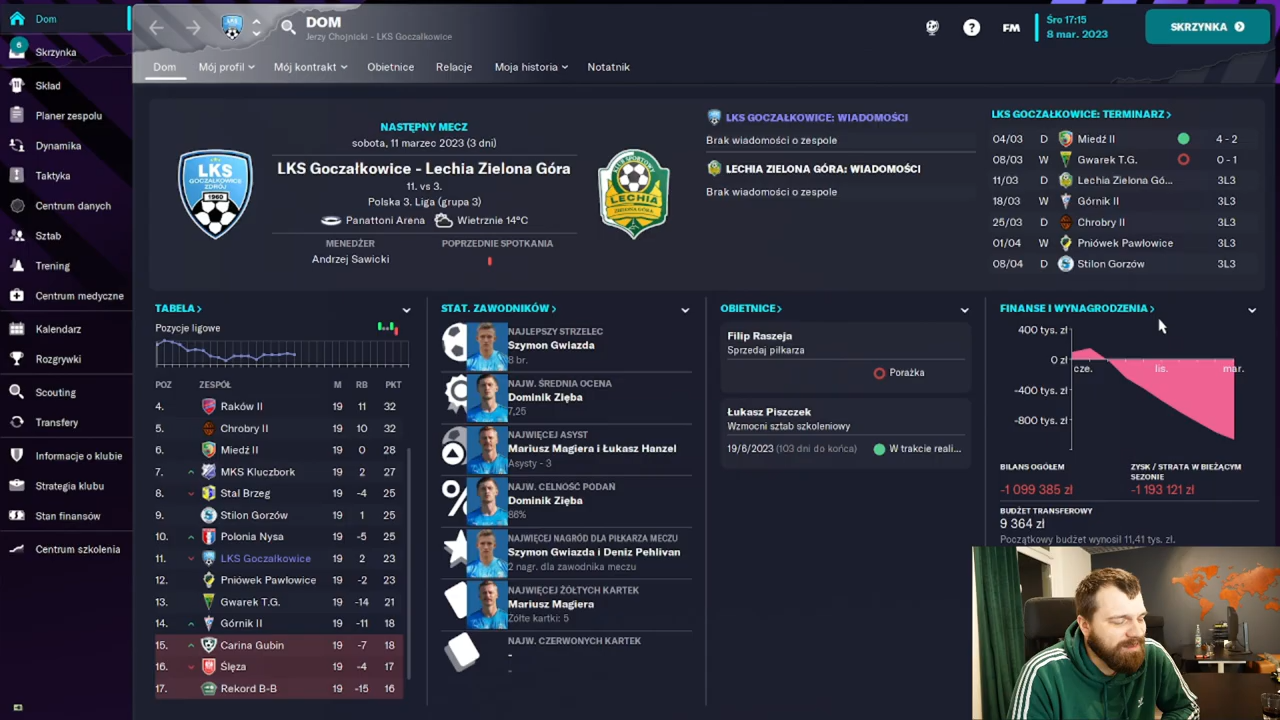 Dom
6
Skrzynka
Skład
Planer zespołu
Dynamika
Taktyka
Centrum danych
Sztab
Trening
Centrum medyczne
Kalendarz
Rozgrywki
Scouting
Transfery
Informacje o klubie
Strategia klubu
Stan finansów
Centrum szkolenia
DOM
Jerzy Chojnicki - LKS Goczałkowice
?
FM
Śro 17:15
8 mar. 2023
SKRZYNKA
Dom
Mój profil
Mój kontrakt
Obietnice
Relacje
Moja historia
Notatnik
NASTĘPNY MECZ
sobota, 11 marzec 2023 (3 dni)
LKS Goczałkowice - Lechia Zielona Góra
11. vs 3.
Polska 3. Liga (grupa 3)
Panattoni Arena
Wietrznie 14°C
MENEDŻER
Andrzej Sawicki
POPRZEDNIE SPOTKANIA
LKS
GOCZAŁKOWICE
ZDRÓJ
1960
LECHIA
LKS GOCZAŁKOWICE: WIADOMOŚCI
Brak wiadomości o zespole
LECHIA ZIELONA GÓRA: WIADOMOŚCI
Brak wiadomości o zespole
LKS GOCZAŁKOWICE: TERMINARZ
04/03 D Miedź II 4 - 2
08/03 W Gwarek T.G. 0 - 1
11/03 D Lechia Zielona Gó... 3L3
18/03 W Górnik II 3L3
25/03 D Chrobry II 3L3
01/04 W Pniówek Pawłowice 3L3
08/04 D Stilon Gorzów 3L3
TABELA
Pozycje ligowe
POZ ZESPÓŁ M RB PKT
4. Raków II 19 11 32
5. Chrobry II 19 10 32
6. Miedź II 19 0 28
7. MKS Kluczbork 19 2 27
8. Stal Brzeg 19 -4 25
9. Stilon Gorzów 19 1 25
10. Polonia Nysa 19 -5 25
11. LKS Goczałkowice 19 2 23
12. Pniówek Pawłowice 19 -2 23
13. Gwarek T.G. 19 -14 21
14. Górnik II 19 -11 18
15. Carina Gubin 19 -7 18
16. Ślęza 19 -4 17
17. Rekord B-B 19 -15 16
STAT. ZAWODNIKÓW
NAJLEPSZY STRZELEC
Szymon Gwiazda
8 br.
NAJW. ŚREDNIA OCENA
Dominik Zięba
7,25
NAJWIĘCEJ ASYST
Mariusz Magiera i Łukasz Hanzel
Asysty - 3
NAJW. CELNOŚĆ PODAŃ
Dominik Zięba
86%
NAJWIĘCEJ NAGRÓD DLA PIŁKARZA MECZU
Szymon Gwiazda i Deniz Pehlivan
2 nagr. dla zawodnika meczu
NAJWIĘCEJ ŻÓŁTYCH KARTEK
Mariusz Magiera
Żółte kartki: 5
NAJW. CZERWONYCH KARTEK
-
-
OBIETNICE
Filip Raszeja
Sprzedaj piłkarza
Porażka
Łukasz Piszczek
Wzmocni sztab szkoleniowy
19/6/2023 (103 dni do końca)
W trakcie reali...
FINANSE I WYNAGRODZENIA
400 tys. zł
0 zł
-400 tys. zł
-800 tys. zł
cze. lis. mar.
BILANS OGÓŁEM
-1 099 385 zł
ZYSK / STRATA W BIEŻĄCYM
SEZONIE
-1 193 121 zł
BUDŻET TRANSFEROWY
9 364 zł
Początkowy budżet wynosił 11,41 tys. zł.